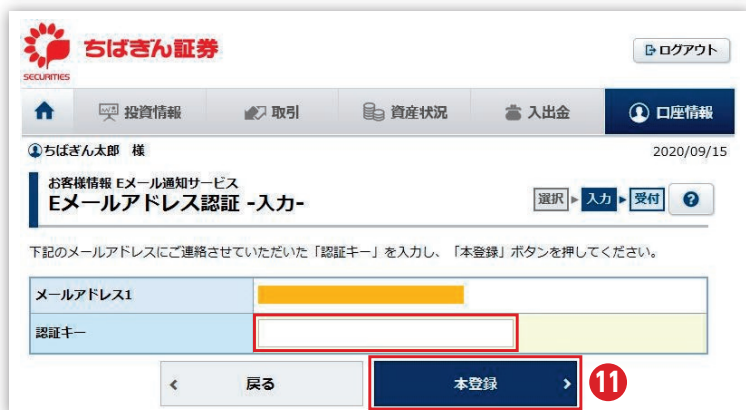 ちばぎん証券
SECURITIES
ログアウト
投資情報 取引 資産状況 入出金 口座情報
ちばぎん太郎 様 2020/09/15
お客様情報 Eメール通知サービス
Eメールアドレス認証 -入力-
選択 ▶ 入力 ▶ 受付 ?
下記のメールアドレスにご連絡させていただいた「認証キー」を入力し、「本登録」ボタンを押してください。
メールアドレス1
認証キー
< 戻る 本登録 > 11